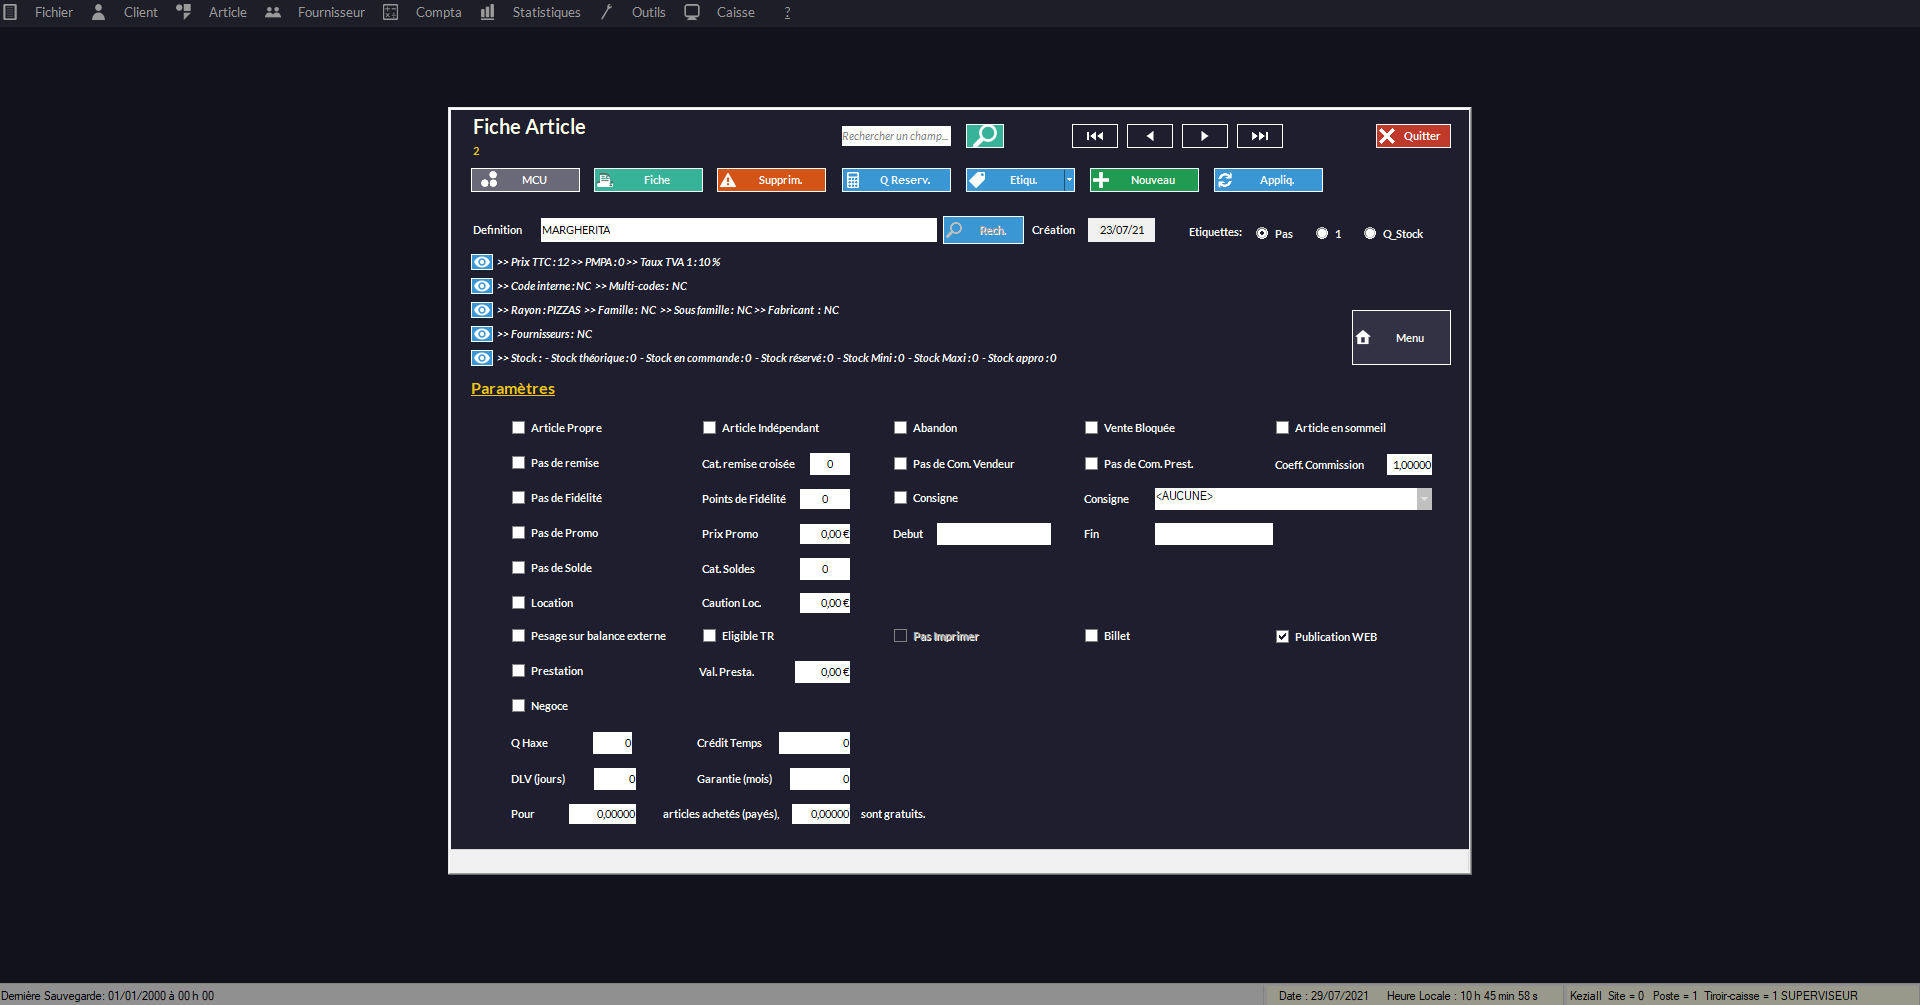 Fichier Client Article Fournisseur Compta Statistiques Outils Caisse ?
Fiche Article
2
Rechercher un champ...
Quitter
MCU Fiche Supprim. Q Reserv. Etiqu. Nouveau Appliq.
Definition MARGHERITA Rech. Création 23/07/21 Etiquettes: Pas 1 Q_Stock
>> Prix TTC : 12 >> PMPA : 0 >> Taux TVA 1 : 10 %
>> Code interne : NC >> Multi-codes : NC
>> Rayon : PIZZAS >> Famille : NC >> Sous famille : NC >> Fabricant : NC
>> Fournisseurs : NC
>> Stock : - Stock théorique : 0 - Stock en commande : 0 - Stock réservé : 0 - Stock Mini : 0 - Stock Maxi : 0 - Stock appro : 0
Menu
Paramètres
Article Propre Article Indépendant Abandon Vente Bloquée Article en sommeil
Pas de remise Cat. remise croisée 0 Pas de Com. Vendeur Pas de Com. Prest. Coeff. Commission 1,00000
Pas de Fidélité Points de Fidélité 0 Consigne Consigne <AUCUNE>
Pas de Promo Prix Promo 0,00 € Debut Fin
Pas de Solde Cat. Soldes 0
Location Caution Loc. 0,00 €
Pesage sur balance externe Eligible TR Pas Imprimer Billet Publication WEB
Prestation Val. Presta. 0,00 €
Negoce
Q Haxe 0 Crédit Temps 0
DLV (jours) 0 Garantie (mois) 0
Pour 0,00000 articles achetés (payés), 0,00000 sont gratuits.
Dernière Sauvegarde: 01/01/2000 à 00 h 00 Date : 29/07/2021 Heure Locale : 10 h 45 min 58 s KeziaII Site = 0 Poste = 1 Tiroir-caisse = 1 SUPERVISEUR